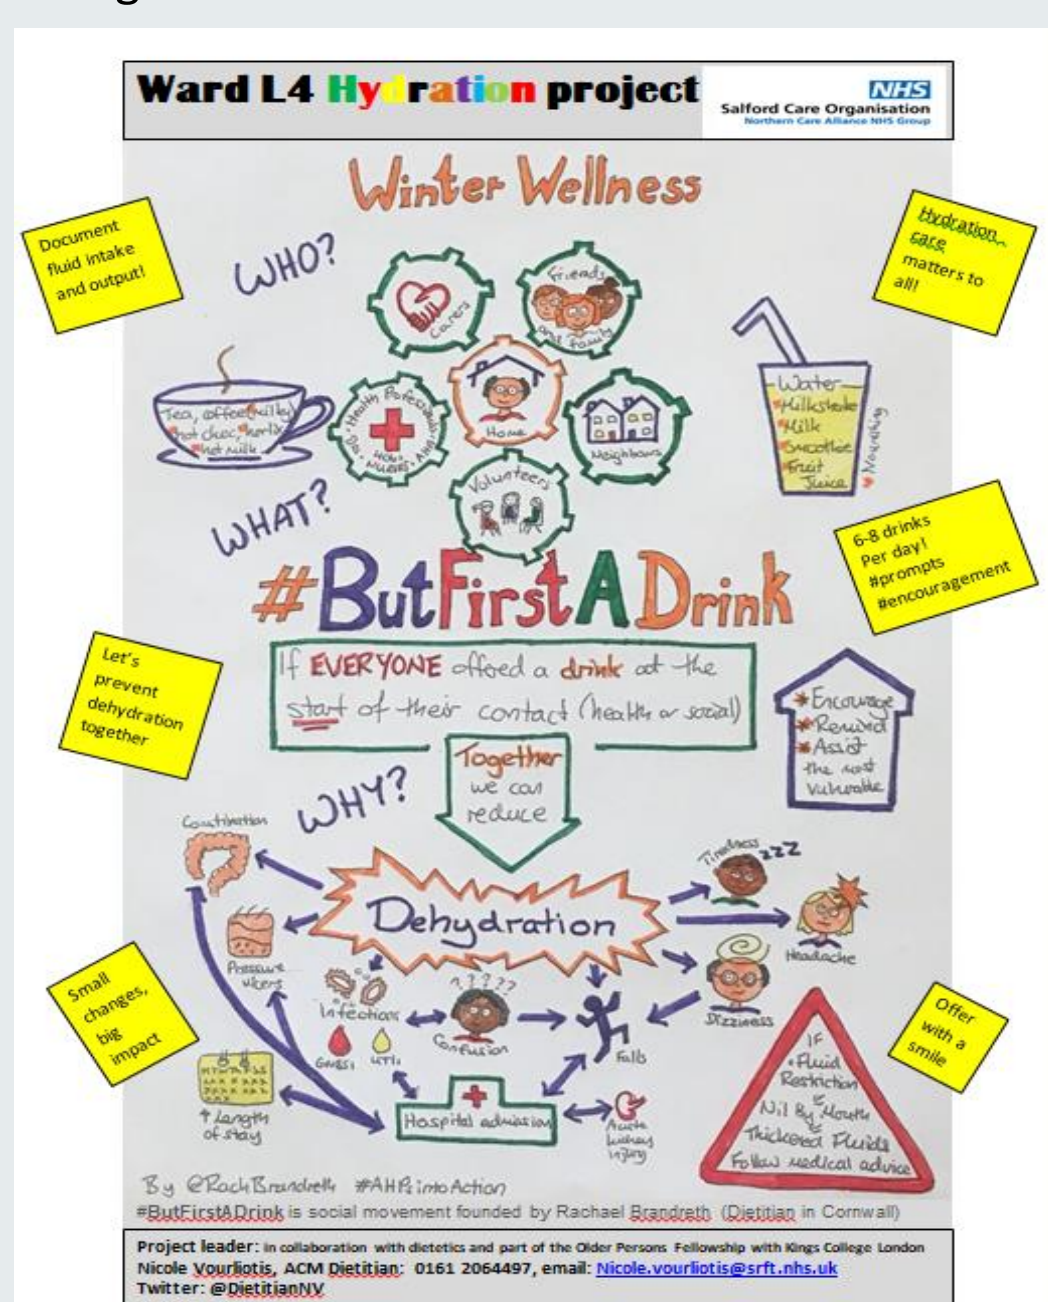 Ward L4 Hydration project
NHS
Salford Care Organisation
Northern Care Alliance NHS Group
Winter Wellness
Document
fluid intake
and output!
Hydration
care
matters to
all!
WHO?
Carers
Friends
and family
Home
Health Professionals
Nurses
Neighbours
Volunteers
Tea, coffee (milky)
hot choc,
hot milk
Water
Milkshake
Milk
Smoothie
Fruit
Juice
Nourishing
WHAT?
6-8 drinks
Per day!
#prompts
#encouragement
#ButFirstADrink
If EVERYONE offered a drink at the
start of their contact (health or social)
Let's
prevent
dehydration
together
Encourage
Remind
Assist
the most
vulnerable
Together
we can
reduce
WHY?
Constipation
Tiredness zzz
Dehydration
Headache
Pressure
ulcers
Infections
?????
Confusion
Dizziness
Falls
UTI
Small
changes,
big
impact
Offer
with a
smile
↑ Length
of stay
Hospital admission
Acute
kidney
injury
IF
• Fluid
Restriction
Nil By Mouth
Thickened Fluids
Follow medical advice
By @RachBrandreth #AHPsintoAction
#ButFirstADrink is social movement founded by Rachael Brandreth (Dietitian in Cornwall)
Project leader: in collaboration with dietetics and part of the Older Persons Fellowship with Kings College London
Nicole Vourliotis, ACM Dietitian: 0161 2064497, email: Nicole.vourliotis@srft.nhs.uk
Twitter: @DietitianNV